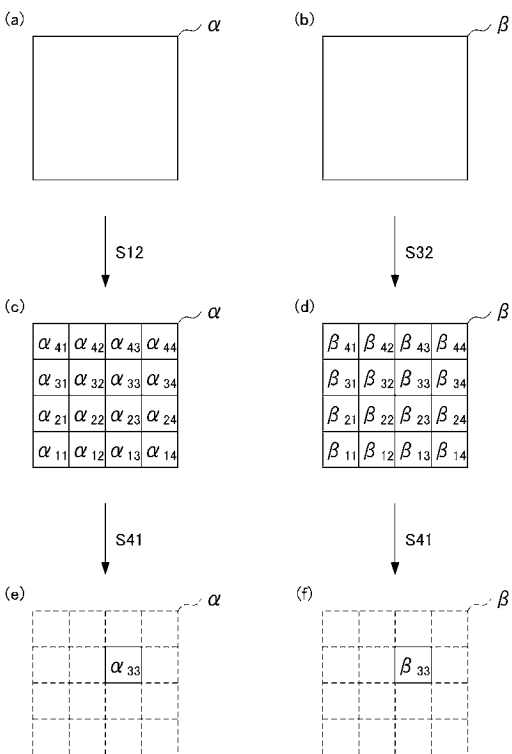 (a) α (b) β
S12 S32
(c) α (d) β
α41 α42 α43 α44 β41 β42 β43 β44
α31 α32 α33 α34 β31 β32 β33 β34
α21 α22 α23 α24 β21 β22 β23 β24
α11 α12 α13 α14 β11 β12 β13 β14
S41 S41
(e) α (f) β
α33 β33